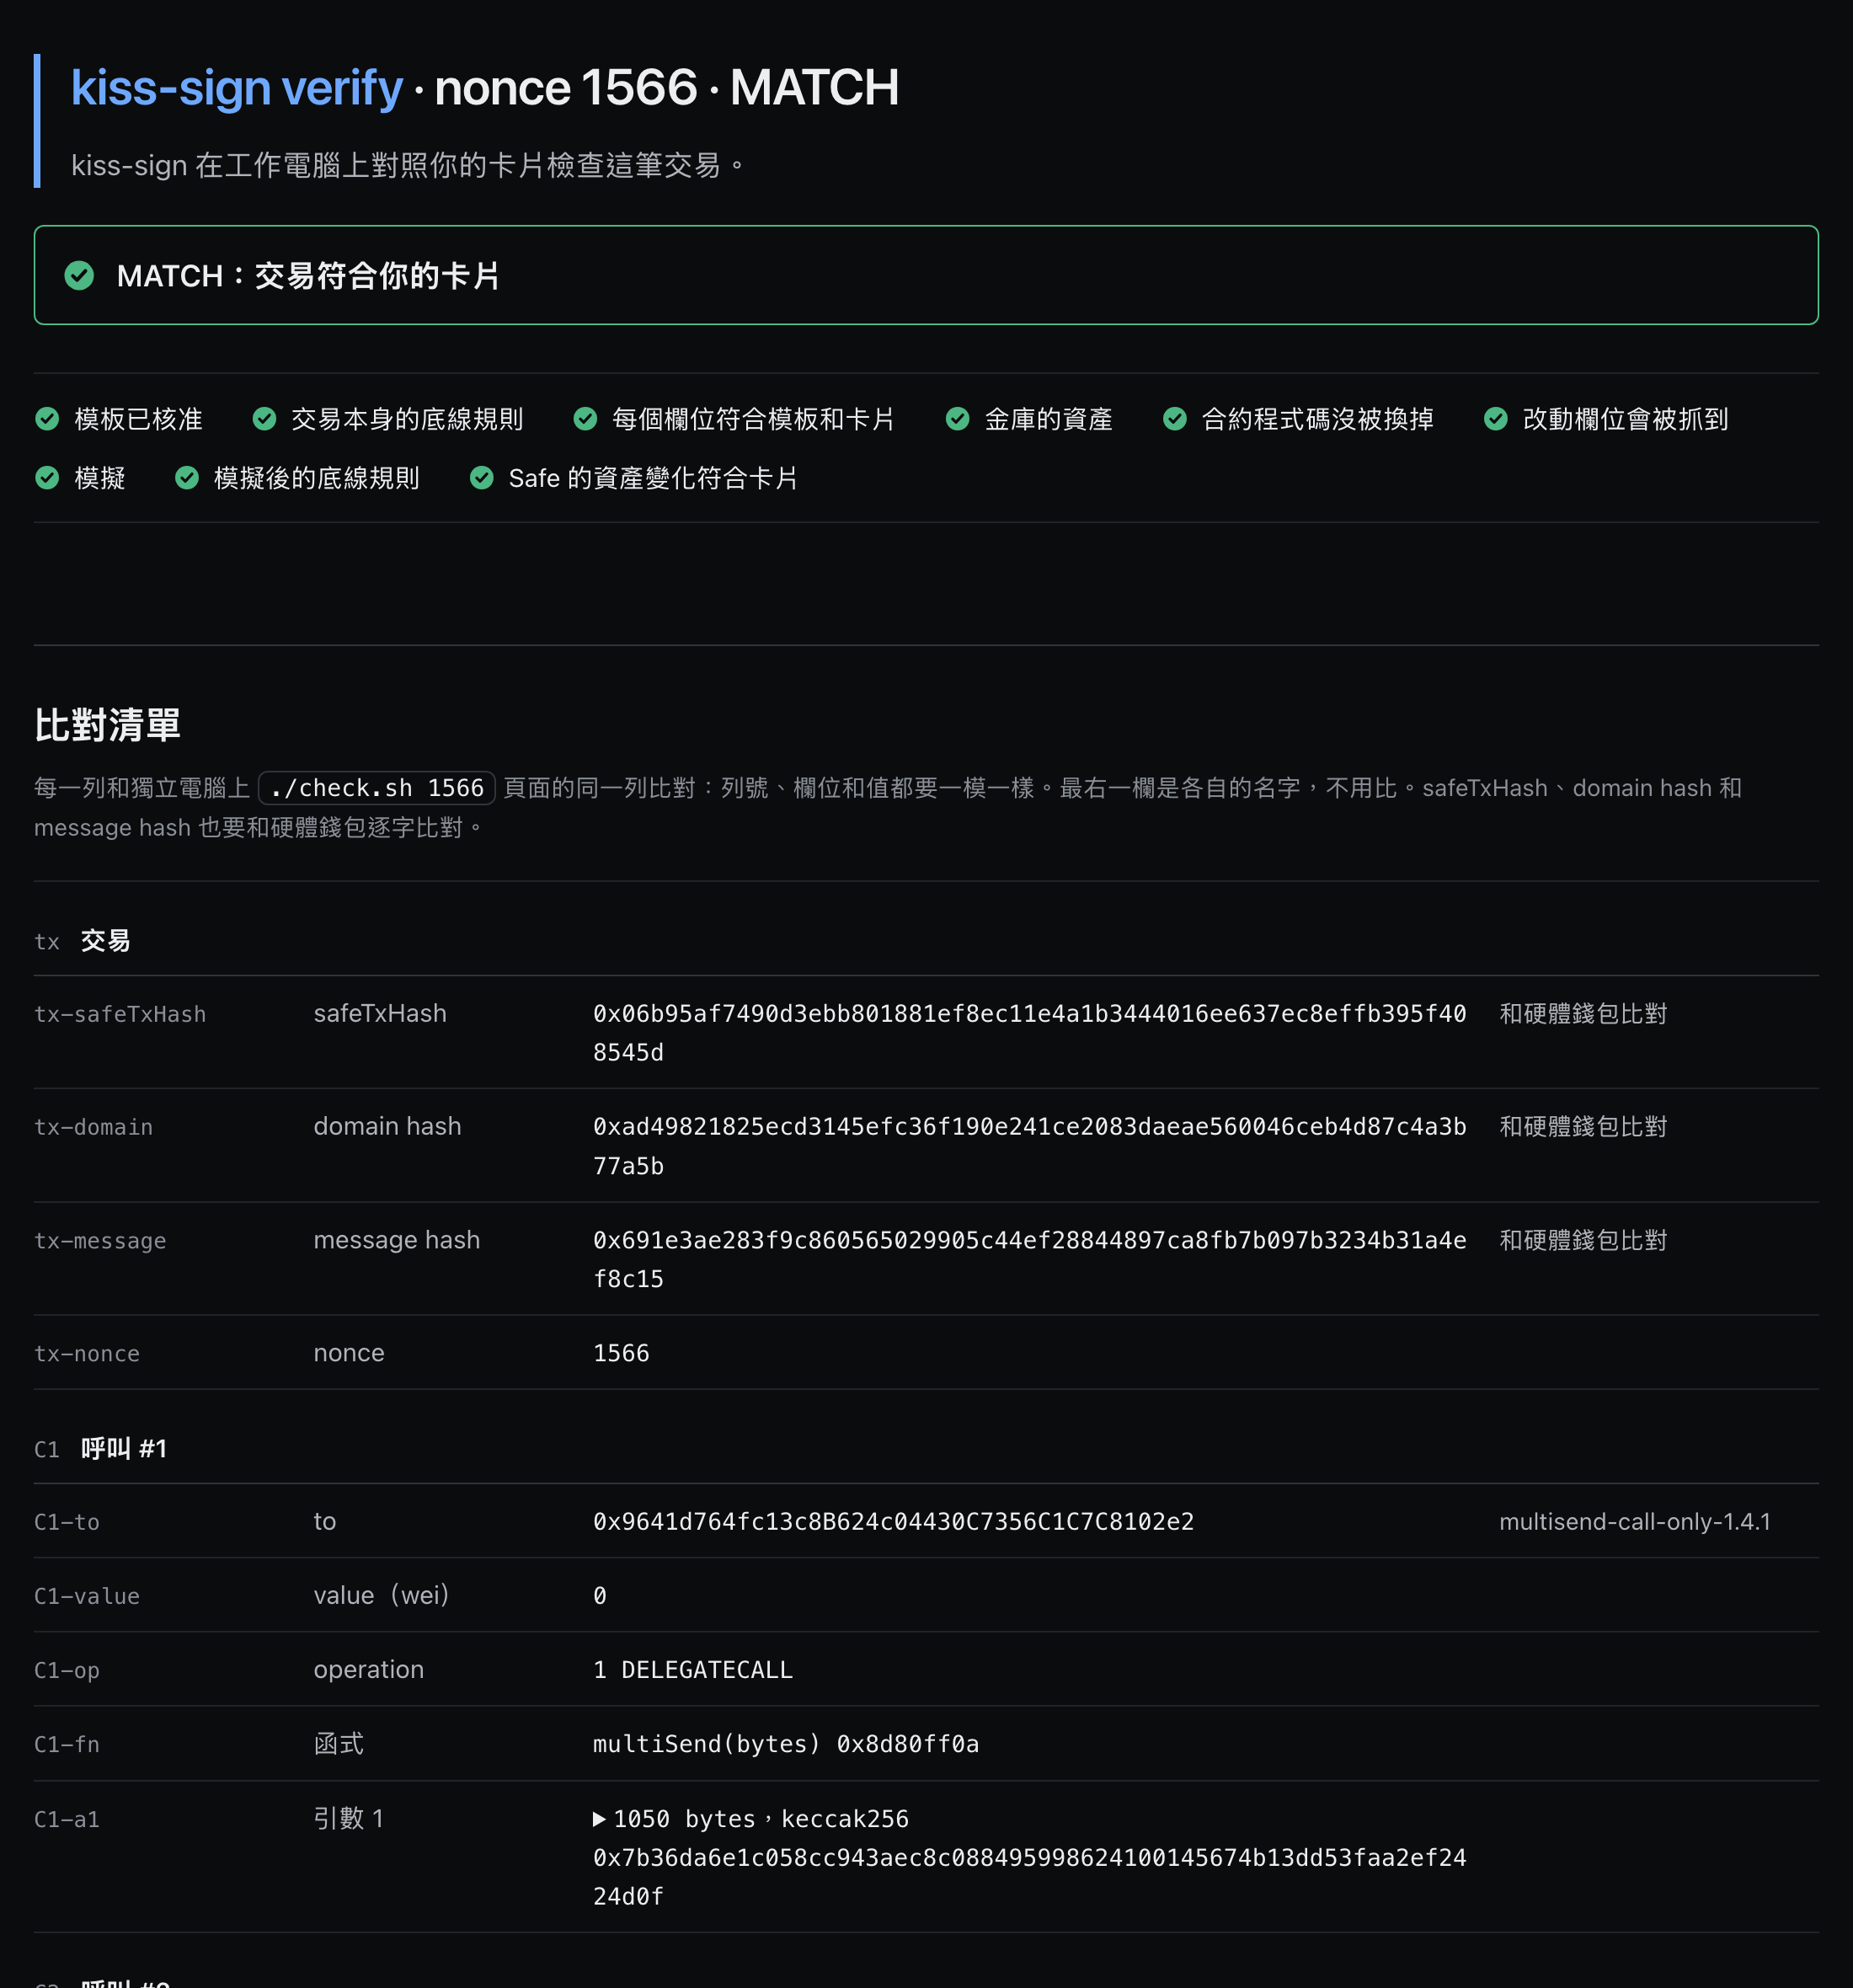 kiss-sign verify · nonce 1566 · MATCH
kiss-sign 在工作電腦上對照你的卡片檢查這筆交易。
MATCH：交易符合你的卡片
模板已核准 交易本身的底線規則 每個欄位符合模板和卡片 金庫的資產 合約程式碼沒被換掉 改動欄位會被抓到
模擬 模擬後的底線規則 Safe 的資產變化符合卡片
比對清單
每一列和獨立電腦上 ./check.sh 1566 頁面的同一列比對：列號、欄位和值都要一模一樣。最右一欄是各自的名字，不用比。safeTxHash、domain hash 和
message hash 也要和硬體錢包逐字比對。
tx 交易
tx-safeTxHash safeTxHash 0x06b95af7490d3ebb801881ef8ec11e4a1b3444016ee637ec8effb395f40 和硬體錢包比對
8545d
tx-domain domain hash 0xad49821825ecd3145efc36f190e241ce2083daeae560046ceb4d87c4a3b 和硬體錢包比對
77a5b
tx-message message hash 0x691e3ae283f9c860565029905c44ef28844897ca8fb7b097b3234b31a4e 和硬體錢包比對
f8c15
tx-nonce nonce 1566
C1 呼叫 #1
C1-to to 0x9641d764fc13c8B624c04430C7356C1C7C8102e2 multisend-call-only-1.4.1
C1-value value（wei） 0
C1-op operation 1 DELEGATECALL
C1-fn 函式 multiSend(bytes) 0x8d80ff0a
C1-a1 引數 1 ▶ 1050 bytes，keccak256
0x7b36da6e1c058cc943aec8c088495998624100145674b13dd53faa2ef24
24d0f